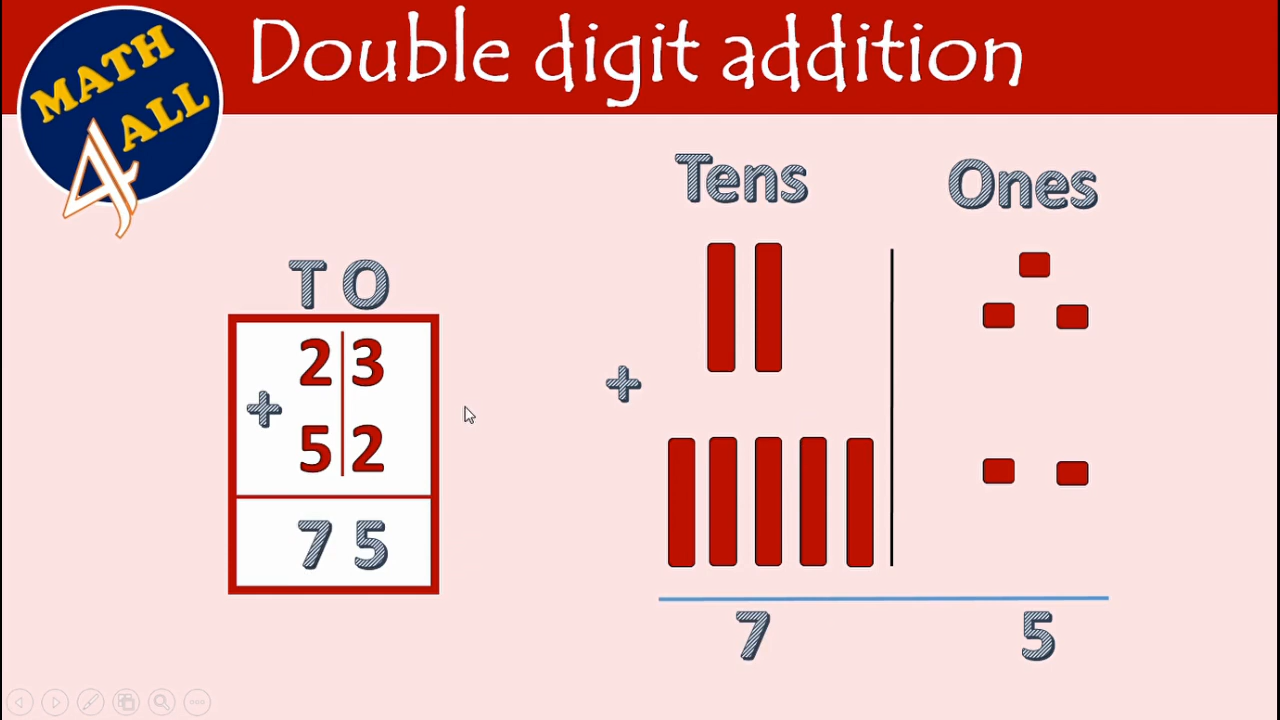 MATH
4 ALL
Double digit addition
T O
2 3
+
5 2
7 5
Tens Ones
+
7 5